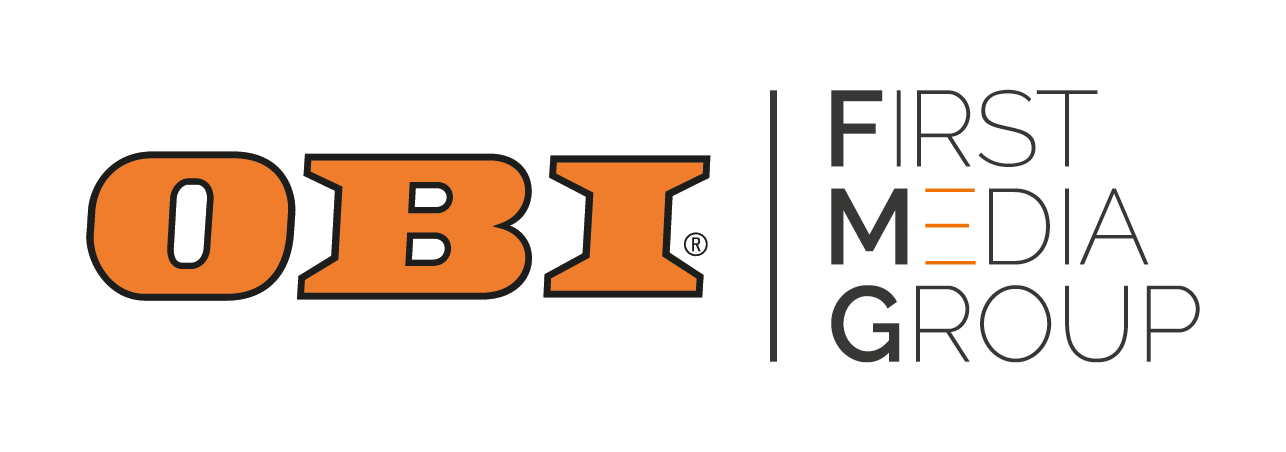 OBI®
FIRST
MEDIA
GROUP